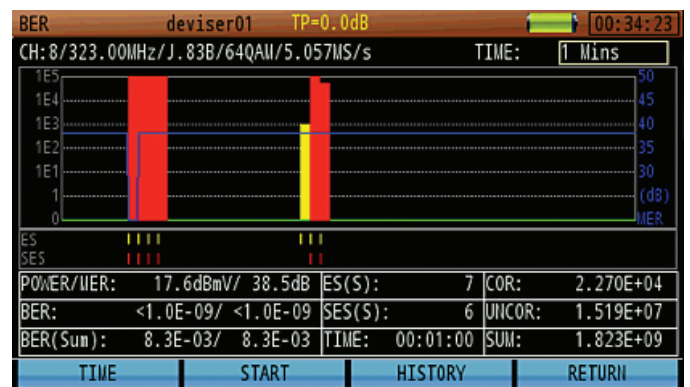 BER deviser01 TP=0.0dB 00:34:23
CH:8/323.00MHz/J.83B/64QAM/5.057MS/s TIME: 1 Mins
1E5 50
1E4 45
1E3 40
1E2 35
1E1 30
1 (dB)
0 MER
ES
SES
POWER/MER: 17.6dBmV/ 38.5dB ES(S): 7 COR: 2.270E+04
BER: <1.0E-09/ <1.0E-09 SES(S): 6 UNCOR: 1.519E+07
BER(Sum): 8.3E-03/ 8.3E-03 TIME: 00:01:00 SUM: 1.823E+09
TIME START HISTORY RETURN